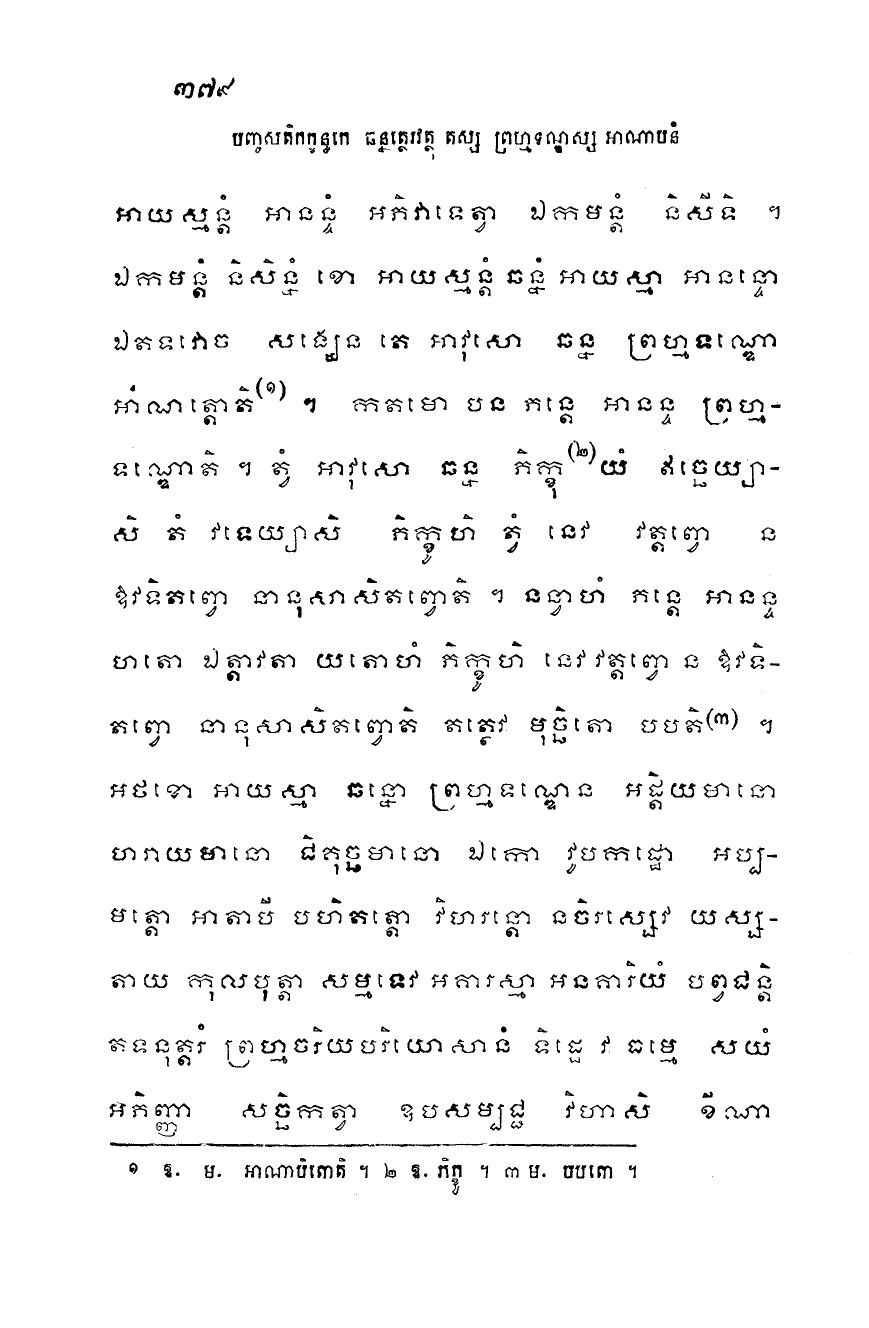 ៣៧៩
បញ្ចសតិកក្ខន្ធកេ ឆន្នត្ថេរវត្ថុ តស្ស ព្រហ្មទណ្ឌស្ស អាណាបនំ
អាយស្មន្តំ អានន្ទំ អភិវាទេត្វា ឯកមន្តំ និសីទិ ។
ឯកមន្តំ និសិន្នំ ខោ អាយស្មន្តំ ឆន្នំ អាយស្មា អានន្ទោ
ឯតទវោច សង្ឃេន តេ អាវុសោ ឆន្ន ព្រហ្មទណ្ឌោ
អាណត្តោតិ(១) ។ កតមោ បន ភន្តេ អានន្ទ ព្រហ្ម-
ទណ្ឌោតិ ។ ត្វំ អាវុសោ ឆន្ន ភិក្ខុ(២)យំ ឥច្ឆេយ្យា-
សិ តំ វទេយ្យាសិ ភិក្ខូហិ ត្វំ នេវ វត្តព្វោ ន
ឱវទិតព្វោ នានុសាសិតព្វោតិ ។ នន្វាហំ ភន្តេ អានន្ទ
ហតោ ឯត្តាវតា យតោហំ ភិក្ខូហិ នេវ វត្តព្វោ ន ឱវទិ-
តព្វោ នានុសាសិតព្វោតិ តត្ថេវ មុច្ឆិតោ បបតិ(៣) ។
អថខោ អាយស្មា ឆន្នោ ព្រហ្មទណ្ឌេន អដ្ដិយមានោ
ហរាយមានោ ជិគុច្ឆមានោ ឯកោ វូបកដ្ឋោ អប្ប-
មត្តោ អាតាបី បហិតត្តោ វិហរន្តោ នចិរស្សេវ យស្ស-
ត្ថាយ កុលបុត្តា សម្មទេវ អគារស្មា អនគារិយំ បព្វជន្តិ
តទនុត្តរំ ព្រហ្មចរិយបរិយោសានំ ទិដ្ឋេ វ ធម្មេ សយំ
អភិញ្ញា សច្ឆិកត្វា ឧបសម្បជ្ជ វិហាសិ ខីណា
១ ឱ. ម. អាណាបិតោតិ ។ ២ ឱ. ភិក្ខូ ។ ៣ ម. បបតោ ។